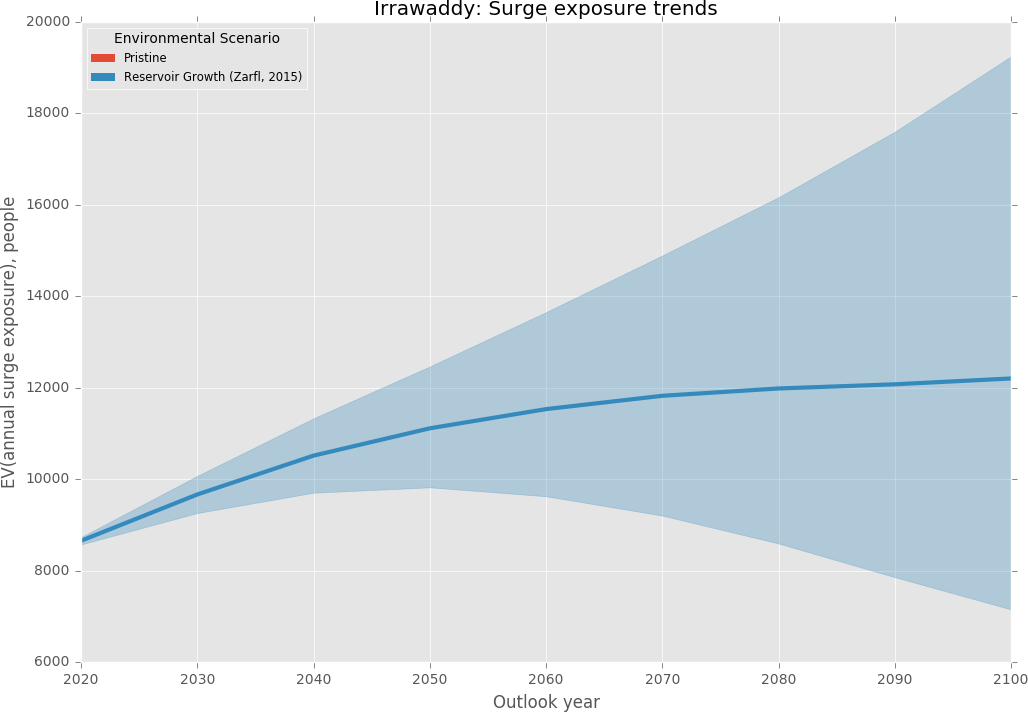 Irrawaddy: Surge exposure trends
20000
18000
16000
14000
12000
10000
8000
6000
EV(annual surge exposure), people
Environmental Scenario
Pristine
Reservoir Growth (Zarfl, 2015)
2020 2030 2040 2050 2060 2070 2080 2090 2100
Outlook year